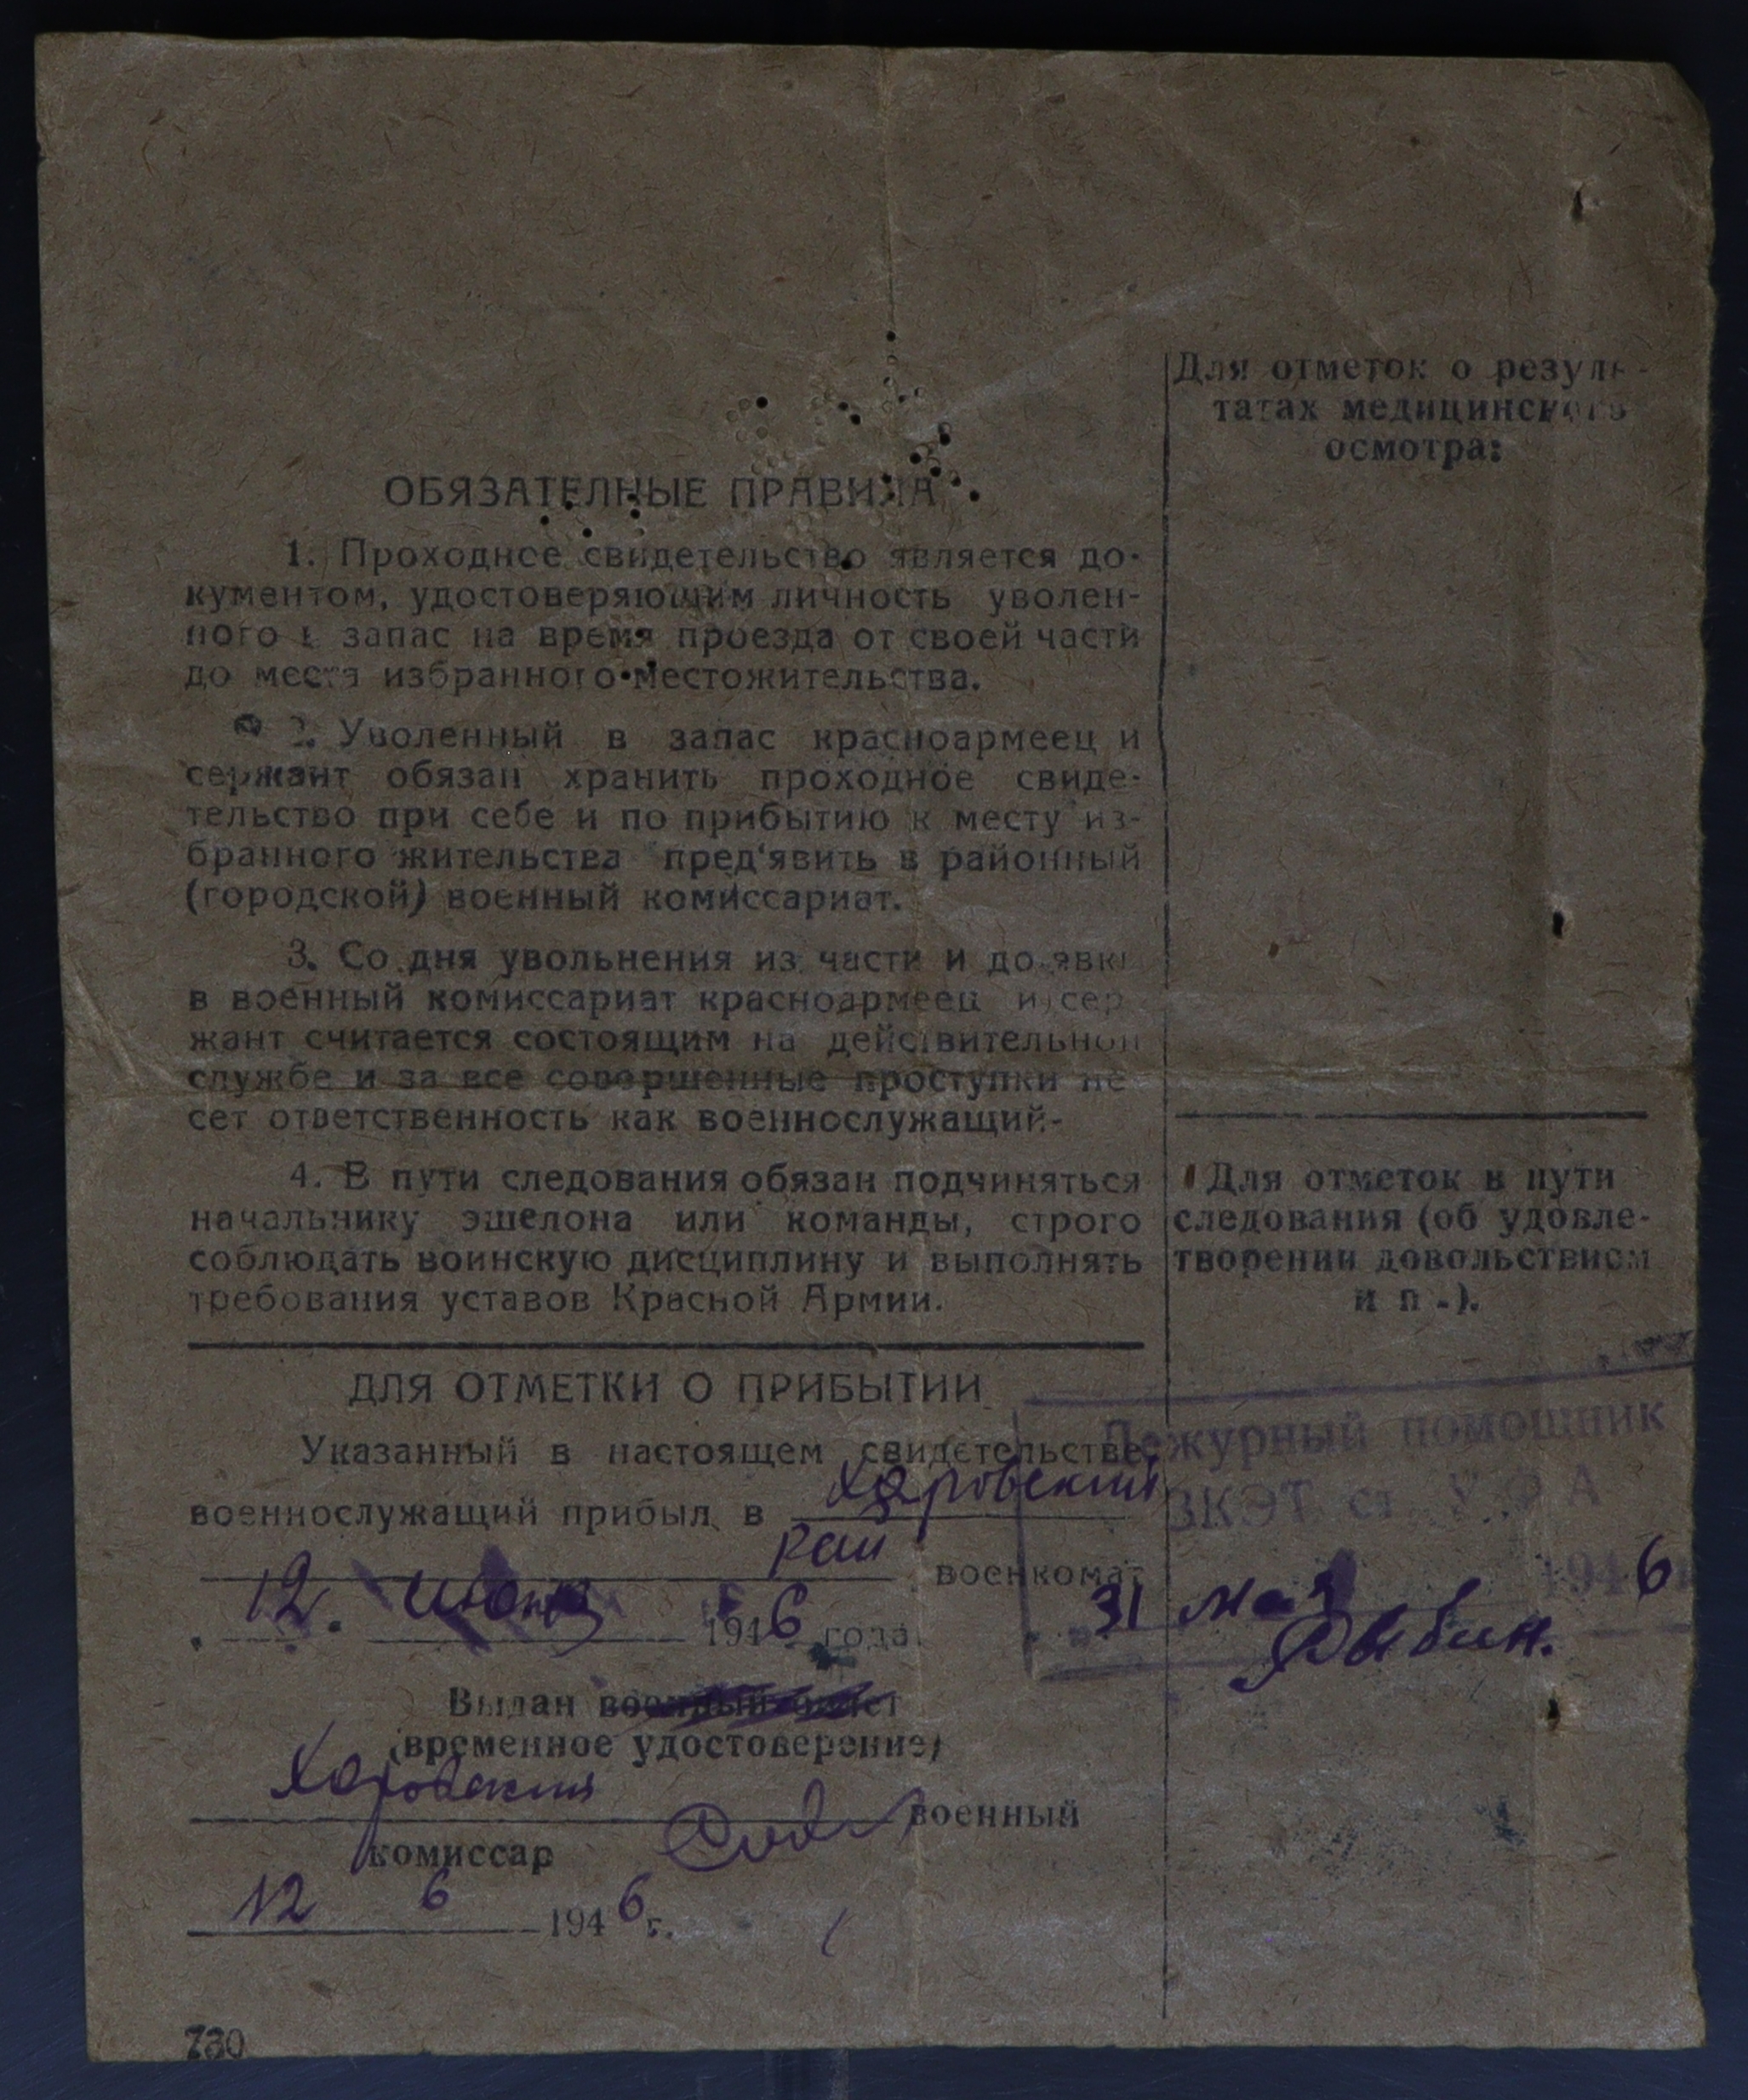 ОБЯЗАТЕЛЬНЫЕ ПРАВИЛА
1. Проходное свидетельство является до-
кументом, удостоверяющим личность уволен-
ного в запас на время проезда от своей части
до места избранного местожительства.
2. Уволенный в запас красноармеец и
сержант обязан хранить проходное свиде-
тельство при себе и по прибытию к месту из-
бранного жительства пред'явить в районный
(городской) военный комиссариат.
3. Со дня увольнения из части и до явки
в военный комиссариат красноармеец и сер
жант считается состоящим на действительной
службе и за все совершенные проступки не
сет ответственность как военнослужащий-
4. В пути следования обязан подчиняться
начальнику эшелона или команды, строго
соблюдать воинскую дисциплину и выполнять
требования уставов Красной Армии.
ДЛЯ ОТМЕТКИ О ПРИБЫТИИ
Указанный в настоящем свидетельстве
военнослужащий прибыл в Харовский
рай военкомат
12. июня 1946 года
Выдан военный билет
(временное удостоверение)
Харовский военный
комиссар
12 6 1946 г.
730
Для отметок о резуль-
татах медицинского
осмотра:
Для отметок в пути
следования (об удовле-
творении довольствием
и п.).
Дежурный помощник
ВКЭТ ст. УФА
31 мая 1946
Рыбин.